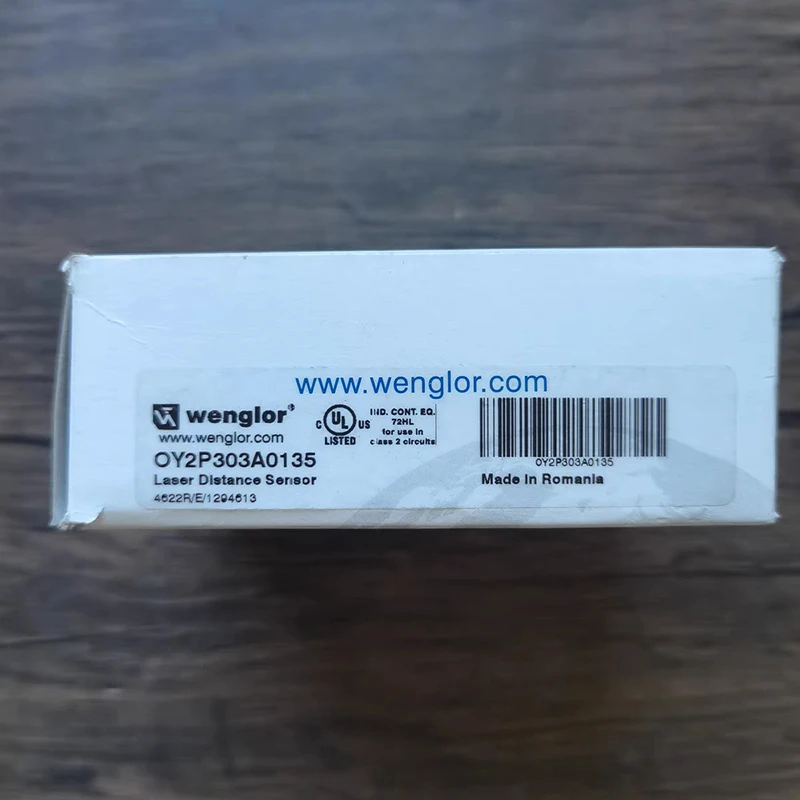 www.wenglor.com
wenglor®
www.wenglor.com
C UL US
LISTED
IND. CONT. EQ.
72HL
for use in
class 2 circuits
OY2P303A0135
Laser Distance Sensor
4622R/E/1294613
OY2P303A0135
Made in Romania